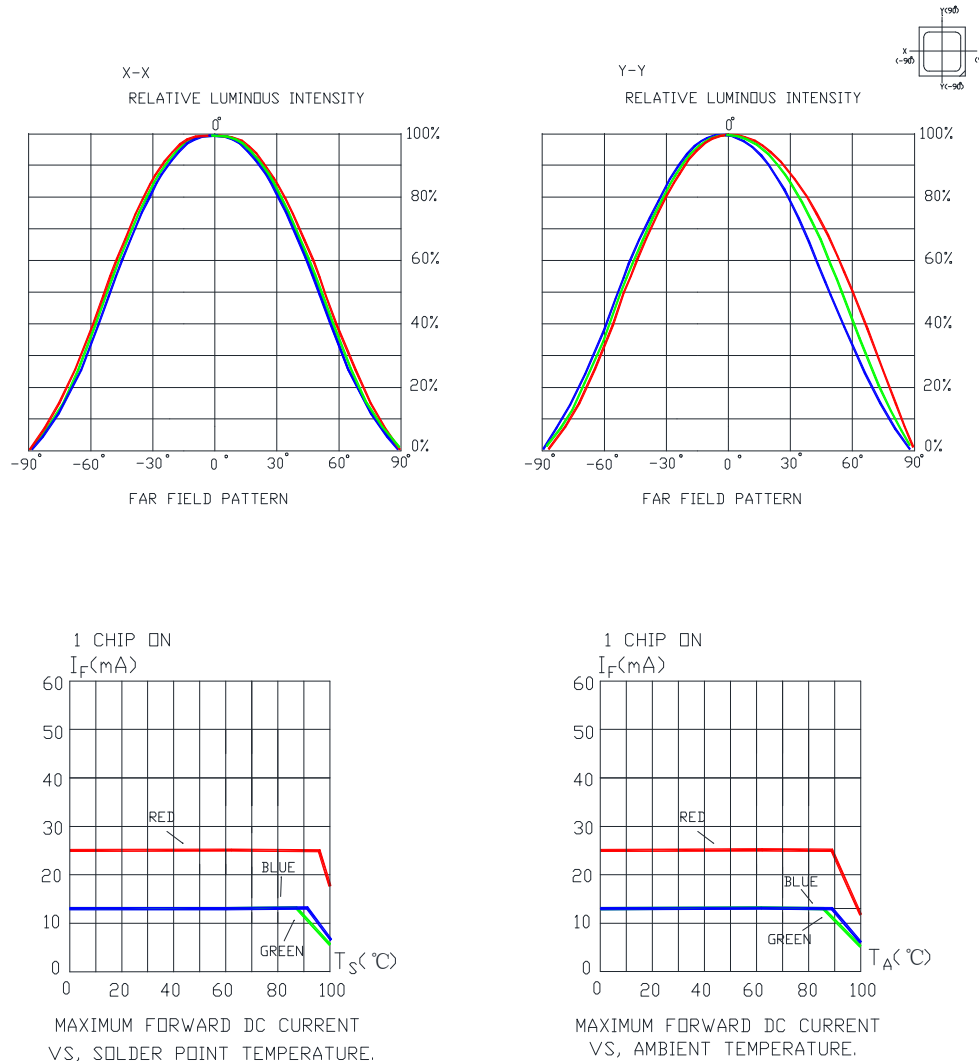 Y(90°)
X
(-90°)
Y(-90°)
X-X
RELATIVE LUMINOUS INTENSITY
0°
100%
80%
60%
40%
20%
0%
-90° -60° -30° 0° 30° 60° 90°
FAR FIELD PATTERN
Y-Y
RELATIVE LUMINOUS INTENSITY
0°
100%
80%
60%
40%
20%
0%
-90° -60° -30° 0° 30° 60° 90°
FAR FIELD PATTERN
1 CHIP ON
IF(mA)
60
50
40
30
20
10
0
RED
BLUE
GREEN
TS(℃)
0 20 40 60 80 100
MAXIMUM FORWARD DC CURRENT
VS, SOLDER POINT TEMPERATURE.
1 CHIP ON
IF(mA)
60
50
40
30
20
10
0
RED
BLUE
GREEN
TA(℃)
0 20 40 60 80 100
MAXIMUM FORWARD DC CURRENT
VS, AMBIENT TEMPERATURE.